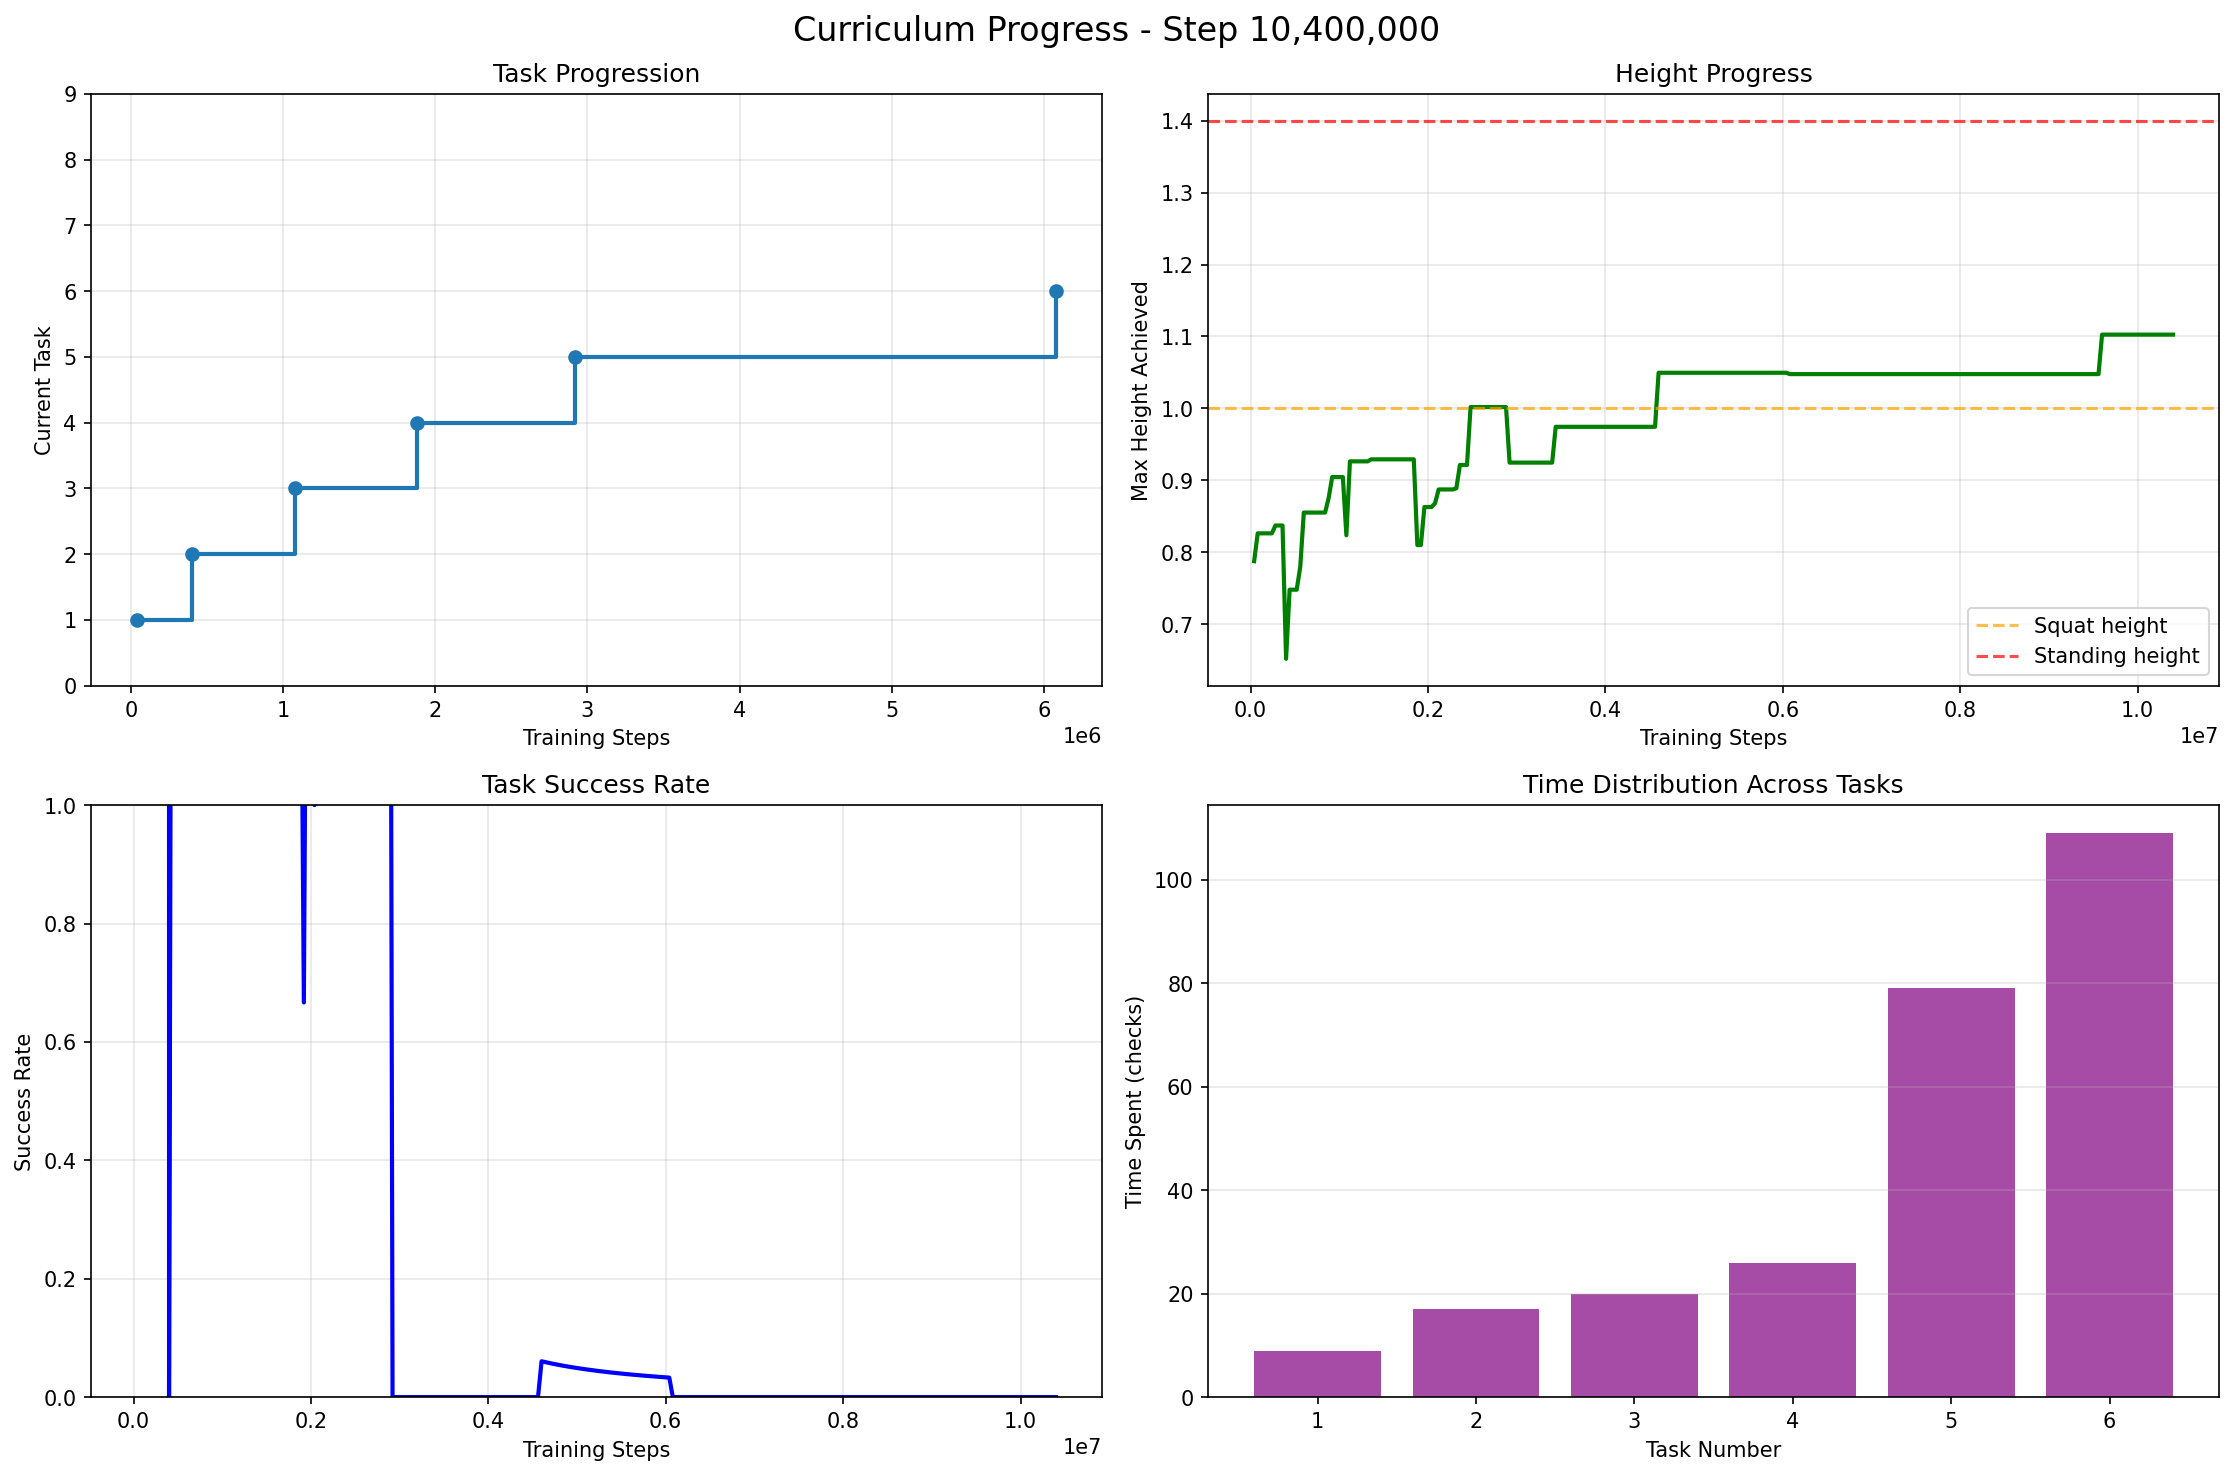 Curriculum Progress - Step 10,400,000
Task Progression
Current Task
9
8
7
6
5
4
3
2
1
0
0 1 2 3 4 5 6
1e6
Training Steps
Height Progress
Max Height Achieved
1.4
1.3
1.2
1.1
1.0
0.9
0.8
0.7
Squat height
Standing height
0.0 0.2 0.4 0.6 0.8 1.0
1e7
Training Steps
Task Success Rate
Success Rate
1.0
0.8
0.6
0.4
0.2
0.0
0.0 0.2 0.4 0.6 0.8 1.0
1e7
Training Steps
Time Distribution Across Tasks
Time Spent (checks)
100
80
60
40
20
0
1 2 3 4 5 6
Task Number